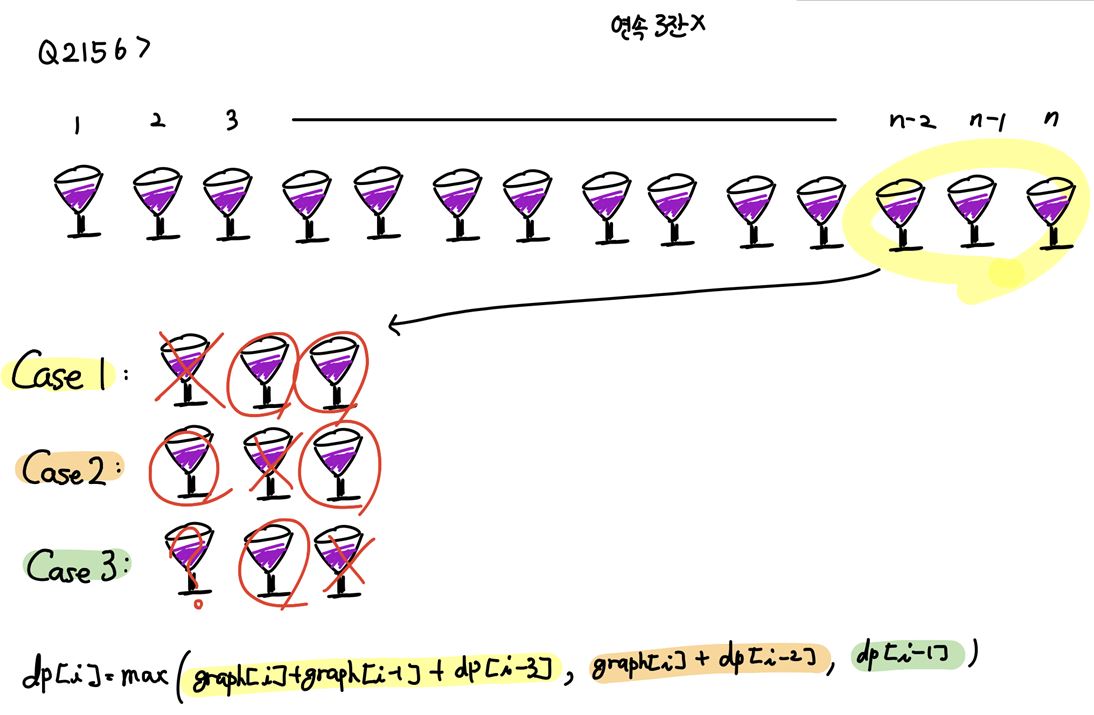 연속 3잔X
Q2156>
1 2 3 n-2 n-1 n
Case 1:
Case 2:
?
Case 3:
dp[i]=max(graph[i]+graph[i-1]+dp[i-3], graph[i]+dp[i-2], dp[i-1])